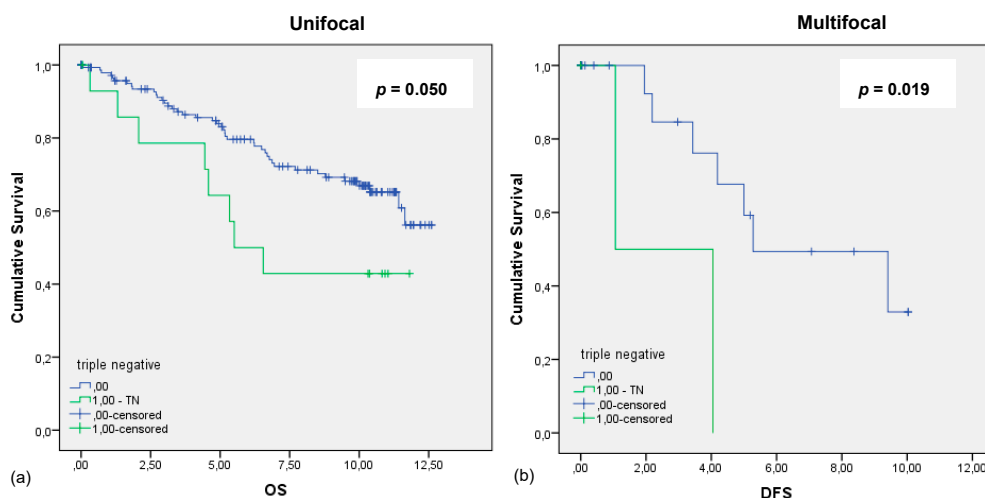 Unifocal
p = 0.050
Cumulative Survival
1,0
0,8
0,6
0,4
0,2
0,0
triple negative
,00
1,00 - TN
,00-censored
1,00-censored
,00 2,50 5,00 7,50 10,00 12,50
(a)
OS
Multifocal
p = 0.019
Cumulative Survival
1,0
0,8
0,6
0,4
0,2
0,0
triple negative
,00
1,00 - TN
,00-censored
1,00-censored
,00 2,00 4,00 6,00 8,00 10,00 12,00
(b)
DFS